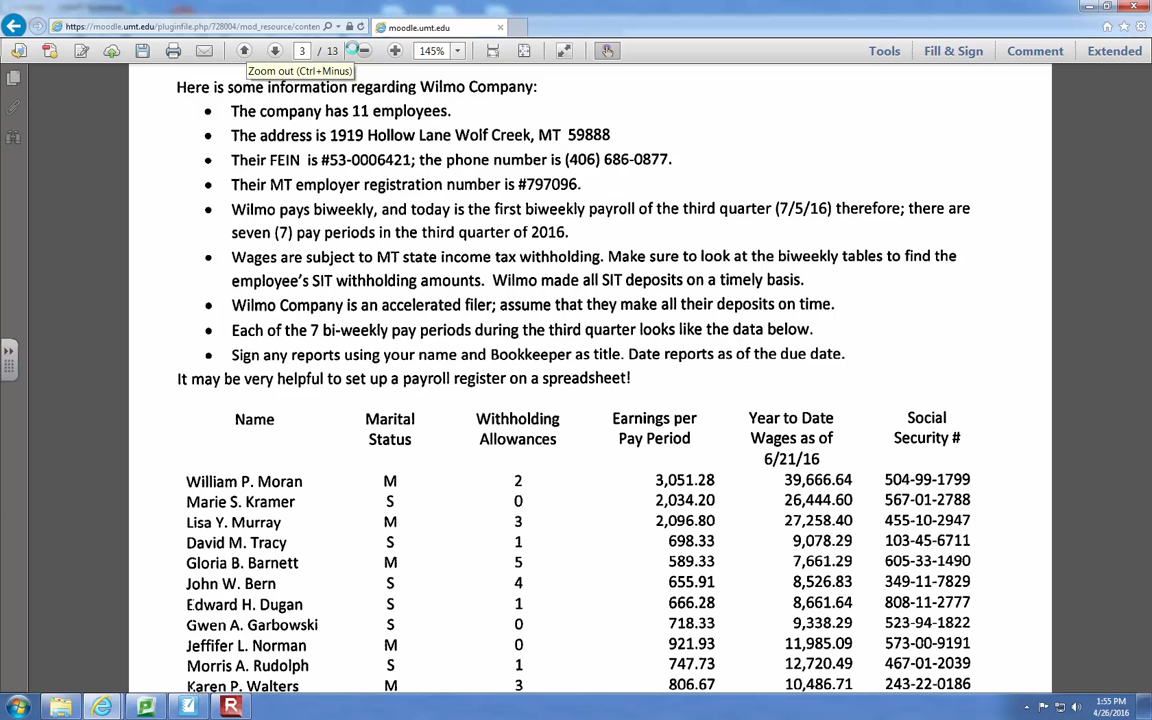 https://moodle.umt.edu/pluginfile.php/728004/mod_resource/conten
moodle.umt.edu
3 / 13
145%
Tools Fill & Sign Comment Extended
Zoom out (Ctrl+Minus)
Here is some information regarding Wilmo Company:
• The company has 11 employees.
• The address is 1919 Hollow Lane Wolf Creek, MT 59888
• Their FEIN is #53-0006421; the phone number is (406) 686-0877.
• Their MT employer registration number is #797096.
• Wilmo pays biweekly, and today is the first biweekly payroll of the third quarter (7/5/16) therefore; there are
seven (7) pay periods in the third quarter of 2016.
• Wages are subject to MT state income tax withholding. Make sure to look at the biweekly tables to find the
employee's SIT withholding amounts. Wilmo made all SIT deposits on a timely basis.
• Wilmo Company is an accelerated filer; assume that they make all their deposits on time.
• Each of the 7 bi-weekly pay periods during the third quarter looks like the data below.
• Sign any reports using your name and Bookkeeper as title. Date reports as of the due date.
It may be very helpful to set up a payroll register on a spreadsheet!
Name Marital Withholding Earnings per Year to Date Social
Status Allowances Pay Period Wages as of Security #
6/21/16
William P. Moran M 2 3,051.28 39,666.64 504-99-1799
Marie S. Kramer S 0 2,034.20 26,444.60 567-01-2788
Lisa Y. Murray M 3 2,096.80 27,258.40 455-10-2947
David M. Tracy S 1 698.33 9,078.29 103-45-6711
Gloria B. Barnett M 5 589.33 7,661.29 605-33-1490
John W. Bern S 4 655.91 8,526.83 349-11-7829
Edward H. Dugan S 1 666.28 8,661.64 808-11-2777
Gwen A. Garbowski S 0 718.33 9,338.29 523-94-1822
Jeffifer L. Norman M 0 921.93 11,985.09 573-00-9191
Morris A. Rudolph S 1 747.73 12,720.49 467-01-2039
Karen P. Walters M 3 806.67 10,486.71 243-22-0186
1:55 PM
4/26/2016